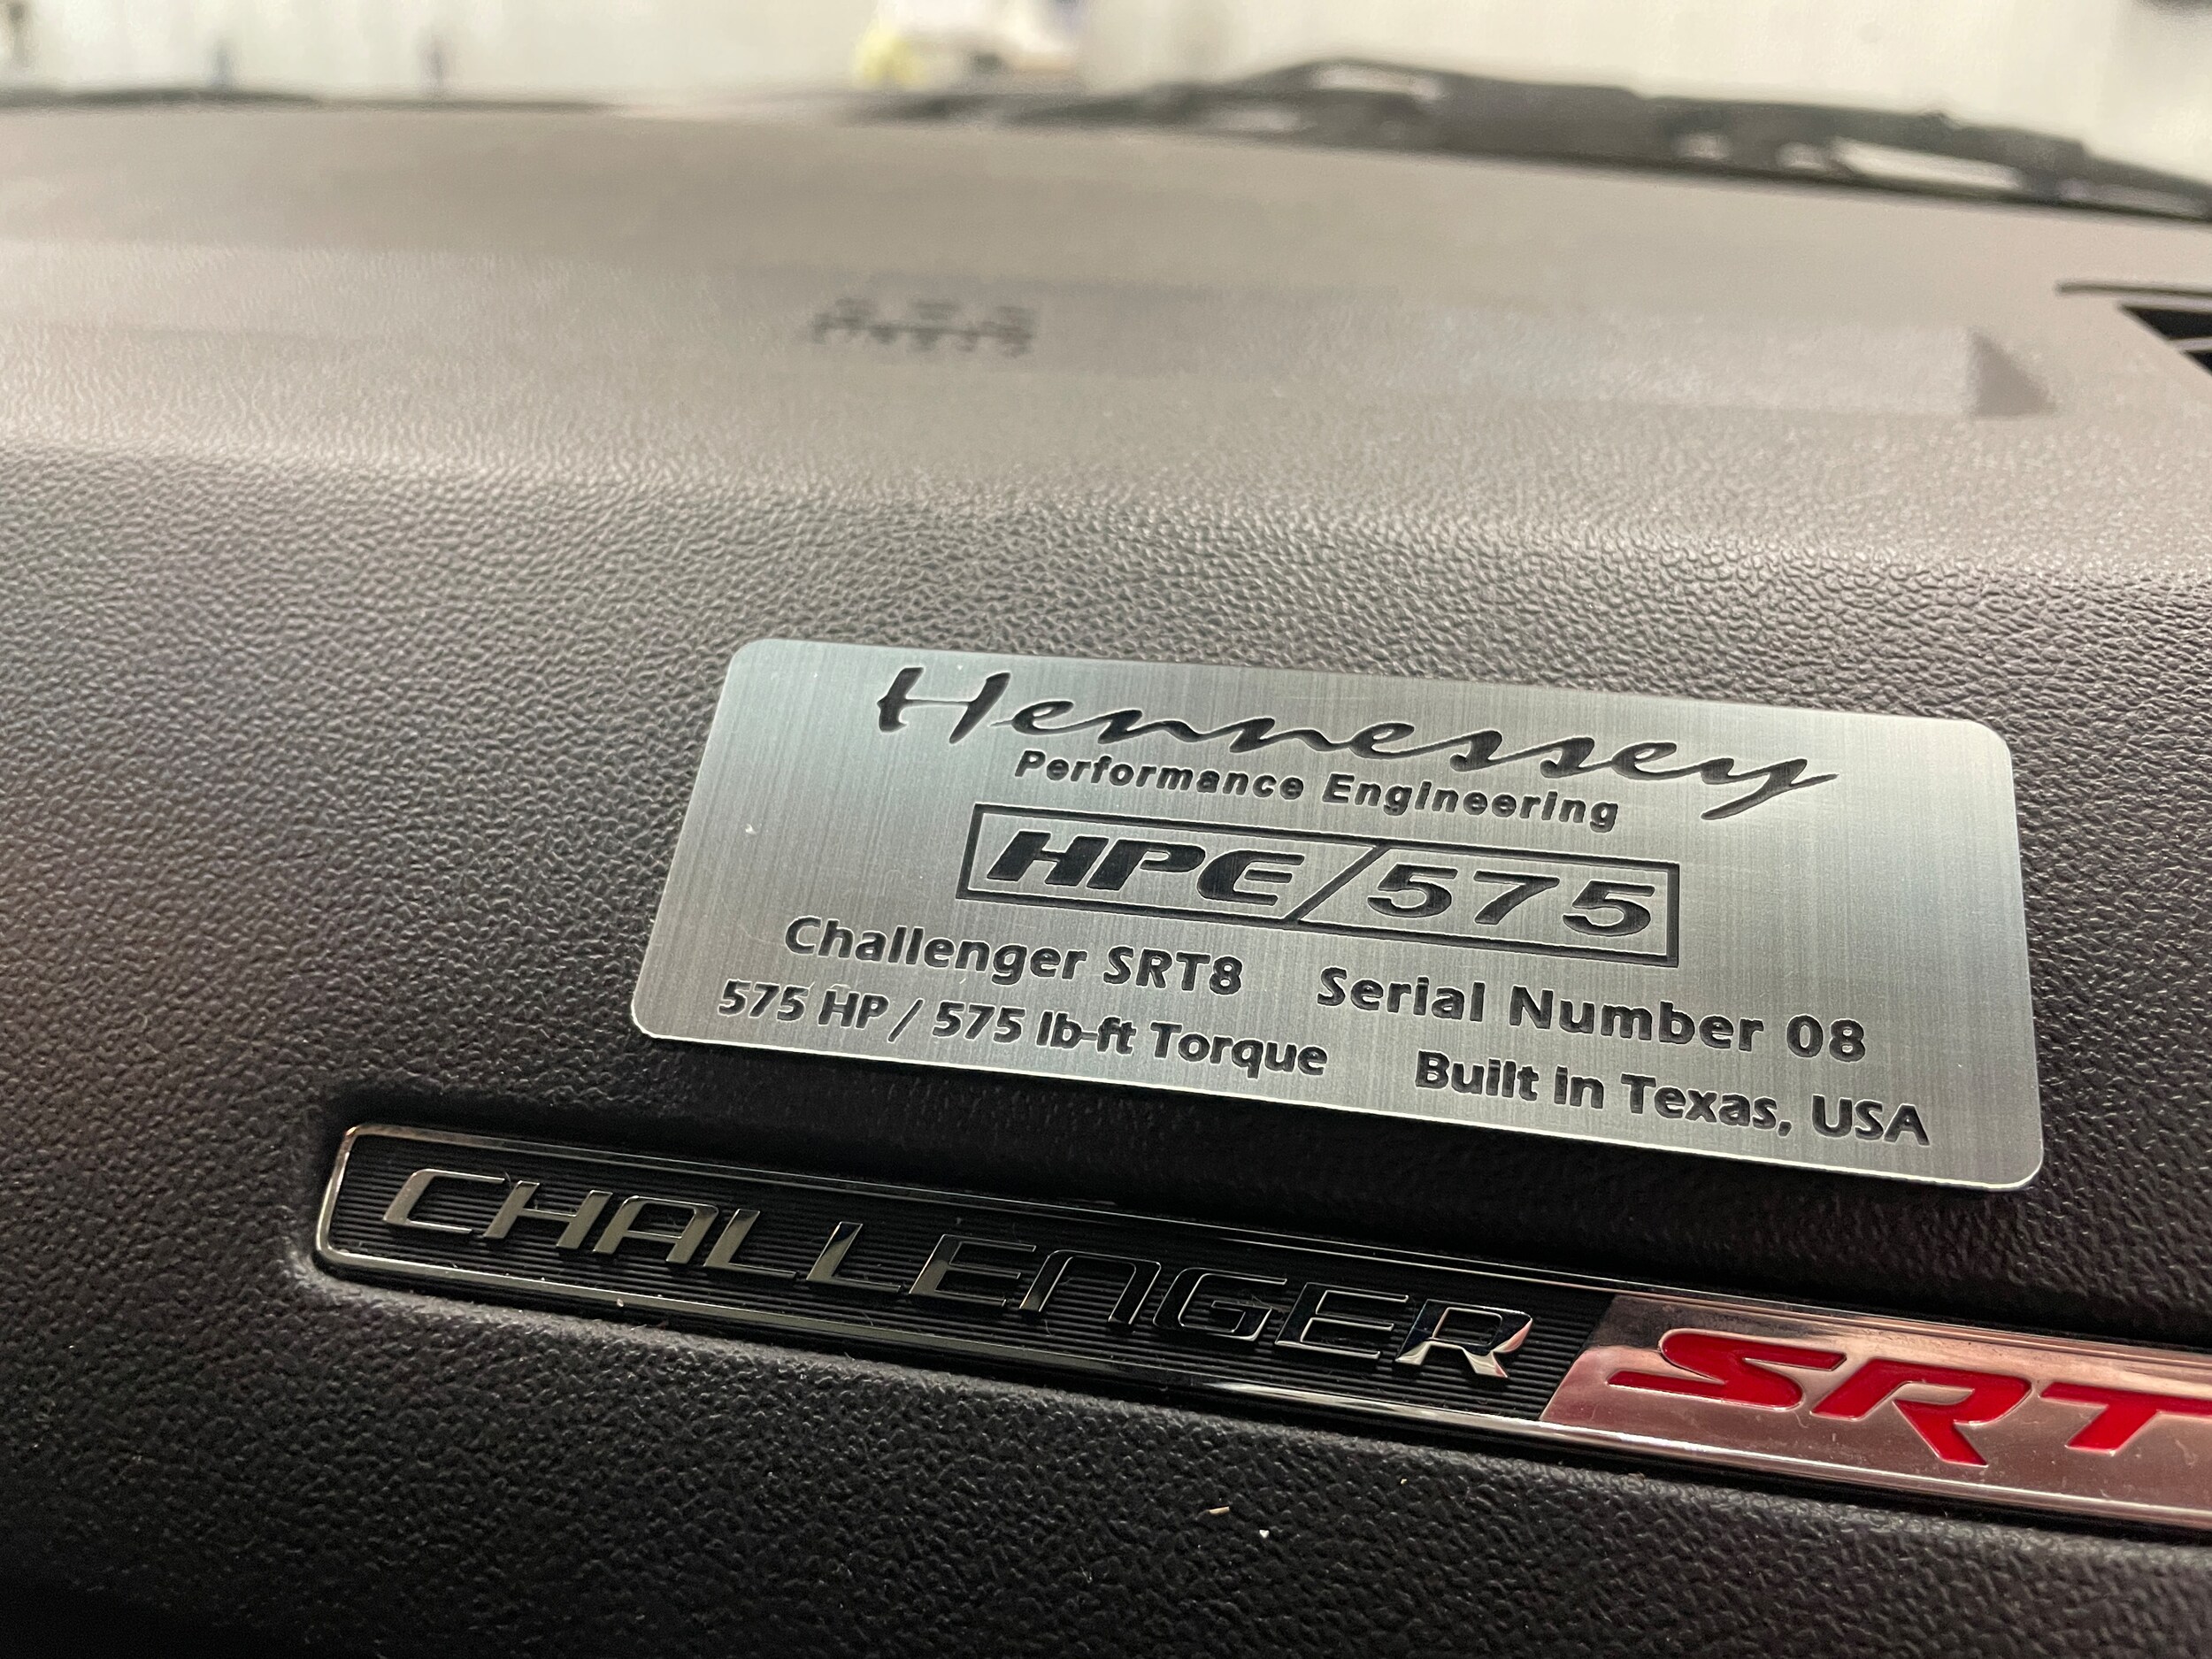 Hennessey
Performance Engineering
HPE/575
Challenger SRT8 Serial Number 08
575 HP / 575 lb-ft Torque Built in Texas, USA
CHALLENGER SRT